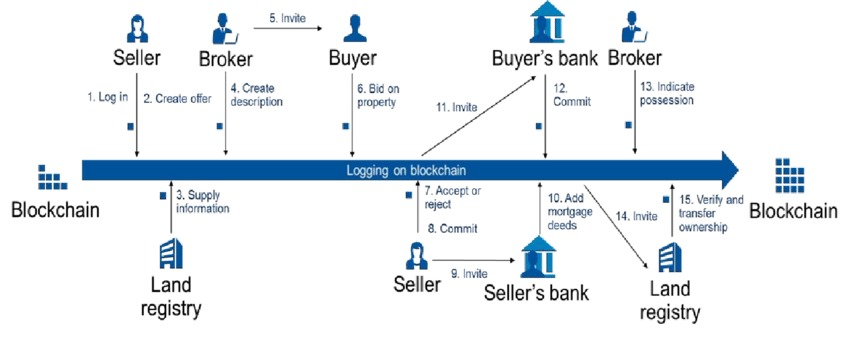 5. Invite
Seller
Broker
Buyer
Buyer's bank
Broker
1. Log in
2. Create offer
4. Create
description
6. Bid on
property
11. Invite
12.
Commit
13. Indicate
possession
Logging on blockchain
Blockchain
Blockchain
3. Supply
information
7. Accept or
reject
8. Commit
9. Invite
10. Add
mortgage
deeds
14. Invite
15. Verify and
transfer
ownership
Land
registry
Seller
Seller's bank
Land
registry